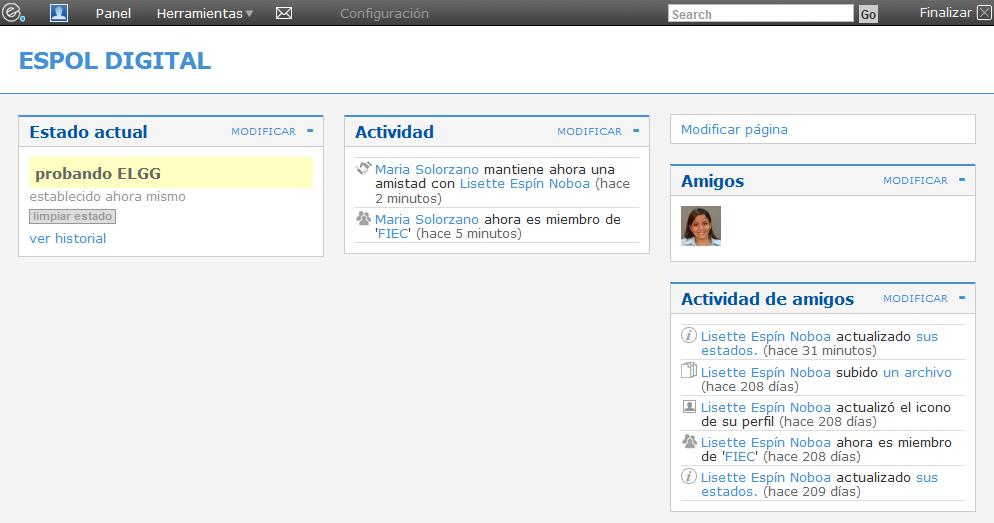 Panel Herramientas Configuración Search Go Finalizar
ESPOL DIGITAL
Estado actual MODIFICAR -
probando ELGG
establecido ahora mismo
limpiar estado
ver historial
Actividad MODIFICAR -
Maria Solorzano mantiene ahora una
amistad con Lisette Espín Noboa (hace
2 minutos)
Maria Solorzano ahora es miembro de
'FIEC' (hace 5 minutos)
Modificar página
Amigos MODIFICAR -
Actividad de amigos MODIFICAR -
Lisette Espín Noboa actualizado sus
estados. (hace 31 minutos)
Lisette Espín Noboa subido un archivo
(hace 208 días)
Lisette Espín Noboa actualizó el icono
de su perfil (hace 208 días)
Lisette Espín Noboa ahora es miembro
de 'FIEC' (hace 208 días)
Lisette Espín Noboa actualizado sus
estados. (hace 209 días)